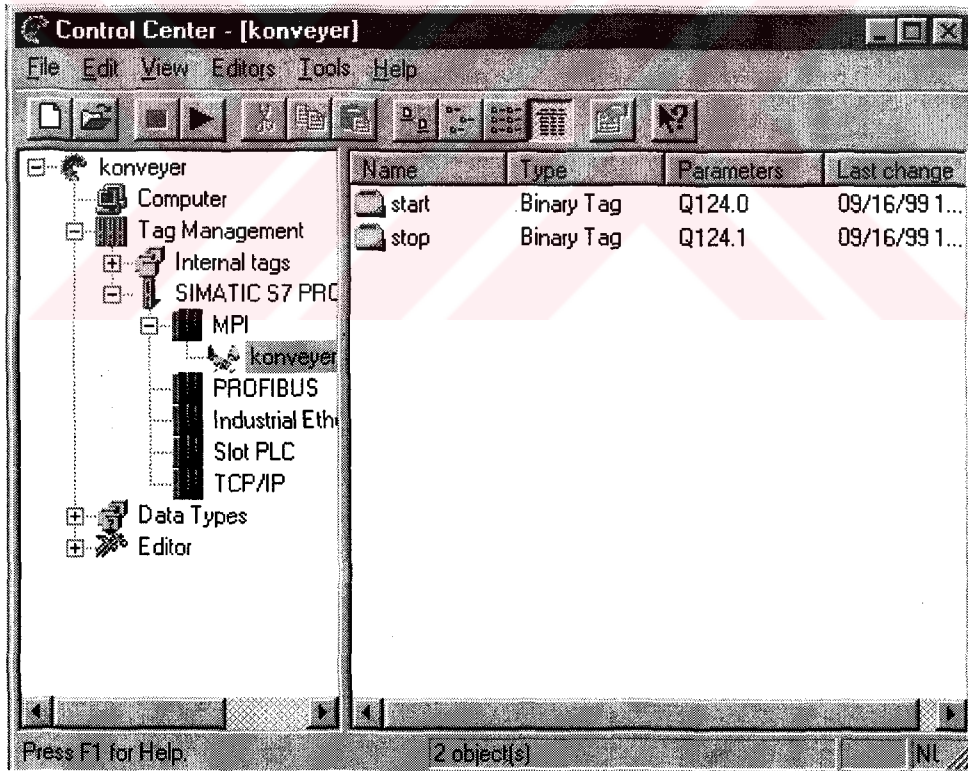 Control Center - [konveyer]
File Edit View Editors Tools Help
konveyer
Computer
Tag Management
Internal tags
SIMATIC S7 PRO
MPI
konveyer
PROFIBUS
Industrial Eth
Slot PLC
TCP/IP
Data Types
Editor
Name Type Parameters Last change
start Binary Tag Q124.0 09/16/99 1...
stop Binary Tag Q124.1 09/16/99 1...
Press F1 for Help. 2 object(s)